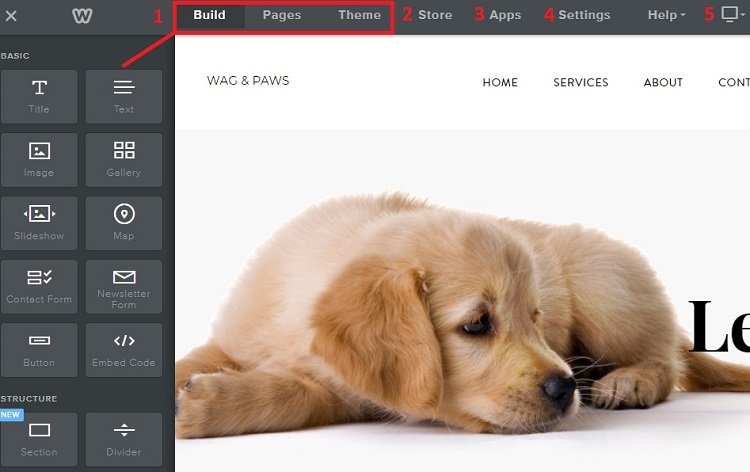 1 Build Pages Theme 2 Store 3 Apps 4 Settings Help 5
BASIC
Title Text
Image Gallery
Slideshow Map
Contact Form Newsletter Form
Button Embed Code
STRUCTURE
NEW
Section Divider
WAG & PAWS HOME SERVICES ABOUT CONT
Le